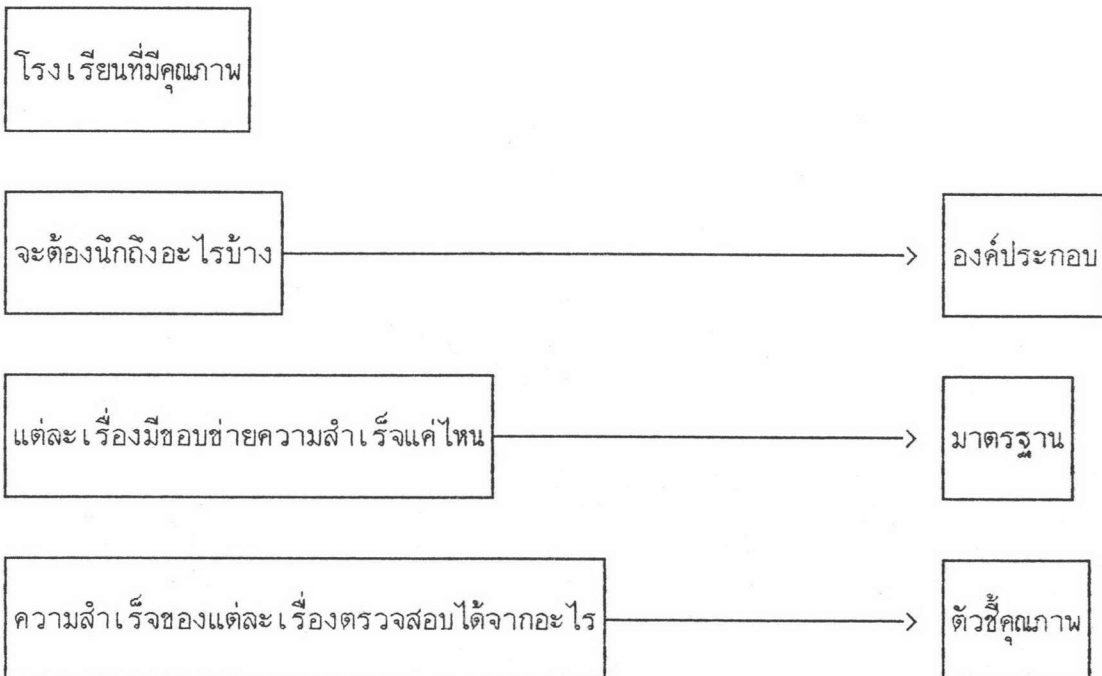 โรงเรียนที่มีคุณภาพ
จะต้องนึกถึงอะไรบ้าง
องค์ประกอบ
แต่ละเรื่องมีขอบข่ายความสำเร็จแค่ไหน
มาตรฐาน
ความสำเร็จของแต่ละเรื่องตรวจสอบได้จากอะไร
ตัวชี้คุณภาพ